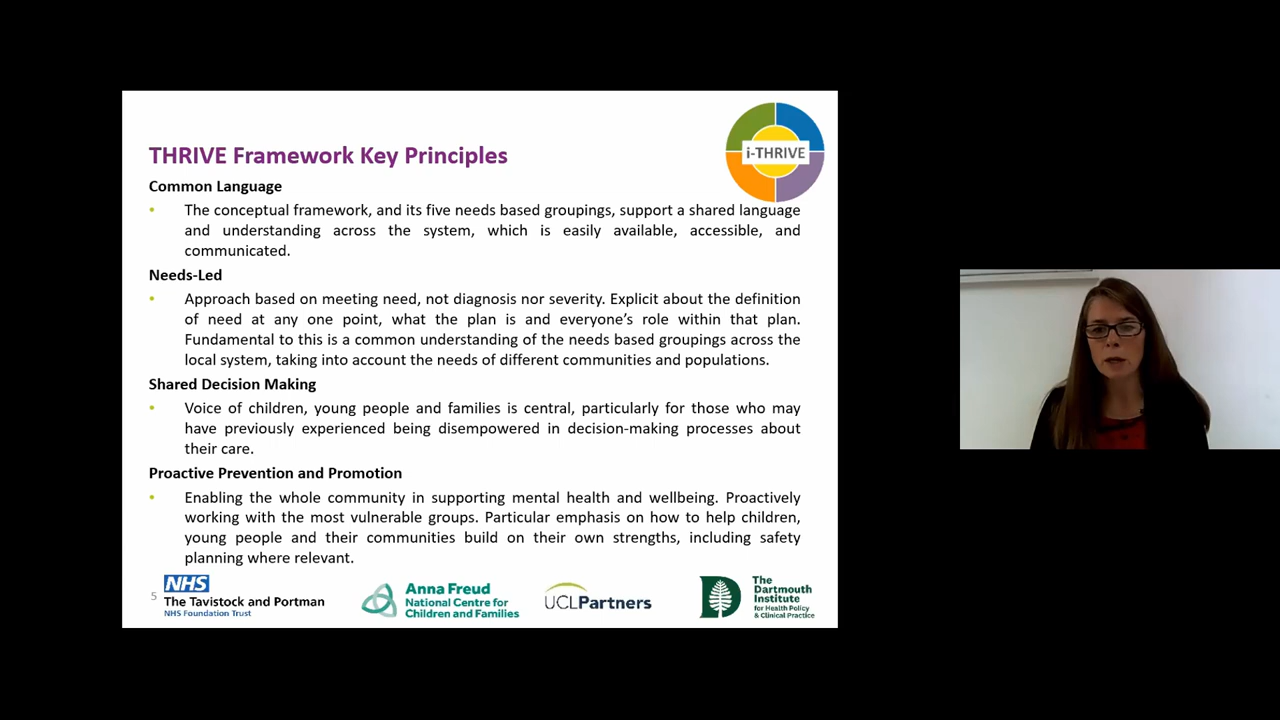 i-THRIVE
THRIVE Framework Key Principles
Common Language
• The conceptual framework, and its five needs based groupings, support a shared language
and understanding across the system, which is easily available, accessible, and
communicated.
Needs-Led
• Approach based on meeting need, not diagnosis nor severity. Explicit about the definition
of need at any one point, what the plan is and everyone’s role within that plan.
Fundamental to this is a common understanding of the needs based groupings across the
local system, taking into account the needs of different communities and populations.
Shared Decision Making
• Voice of children, young people and families is central, particularly for those who may
have previously experienced being disempowered in decision-making processes about
their care.
Proactive Prevention and Promotion
• Enabling the whole community in supporting mental health and wellbeing. Proactively
working with the most vulnerable groups. Particular emphasis on how to help children,
young people and their communities build on their own strengths, including safety
planning where relevant.
5
NHS
The Tavistock and Portman
NHS Foundation Trust
Anna Freud
National Centre for
Children and Families
UCLPartners
D
The
Dartmouth
Institute
for Health Policy
& Clinical Practice